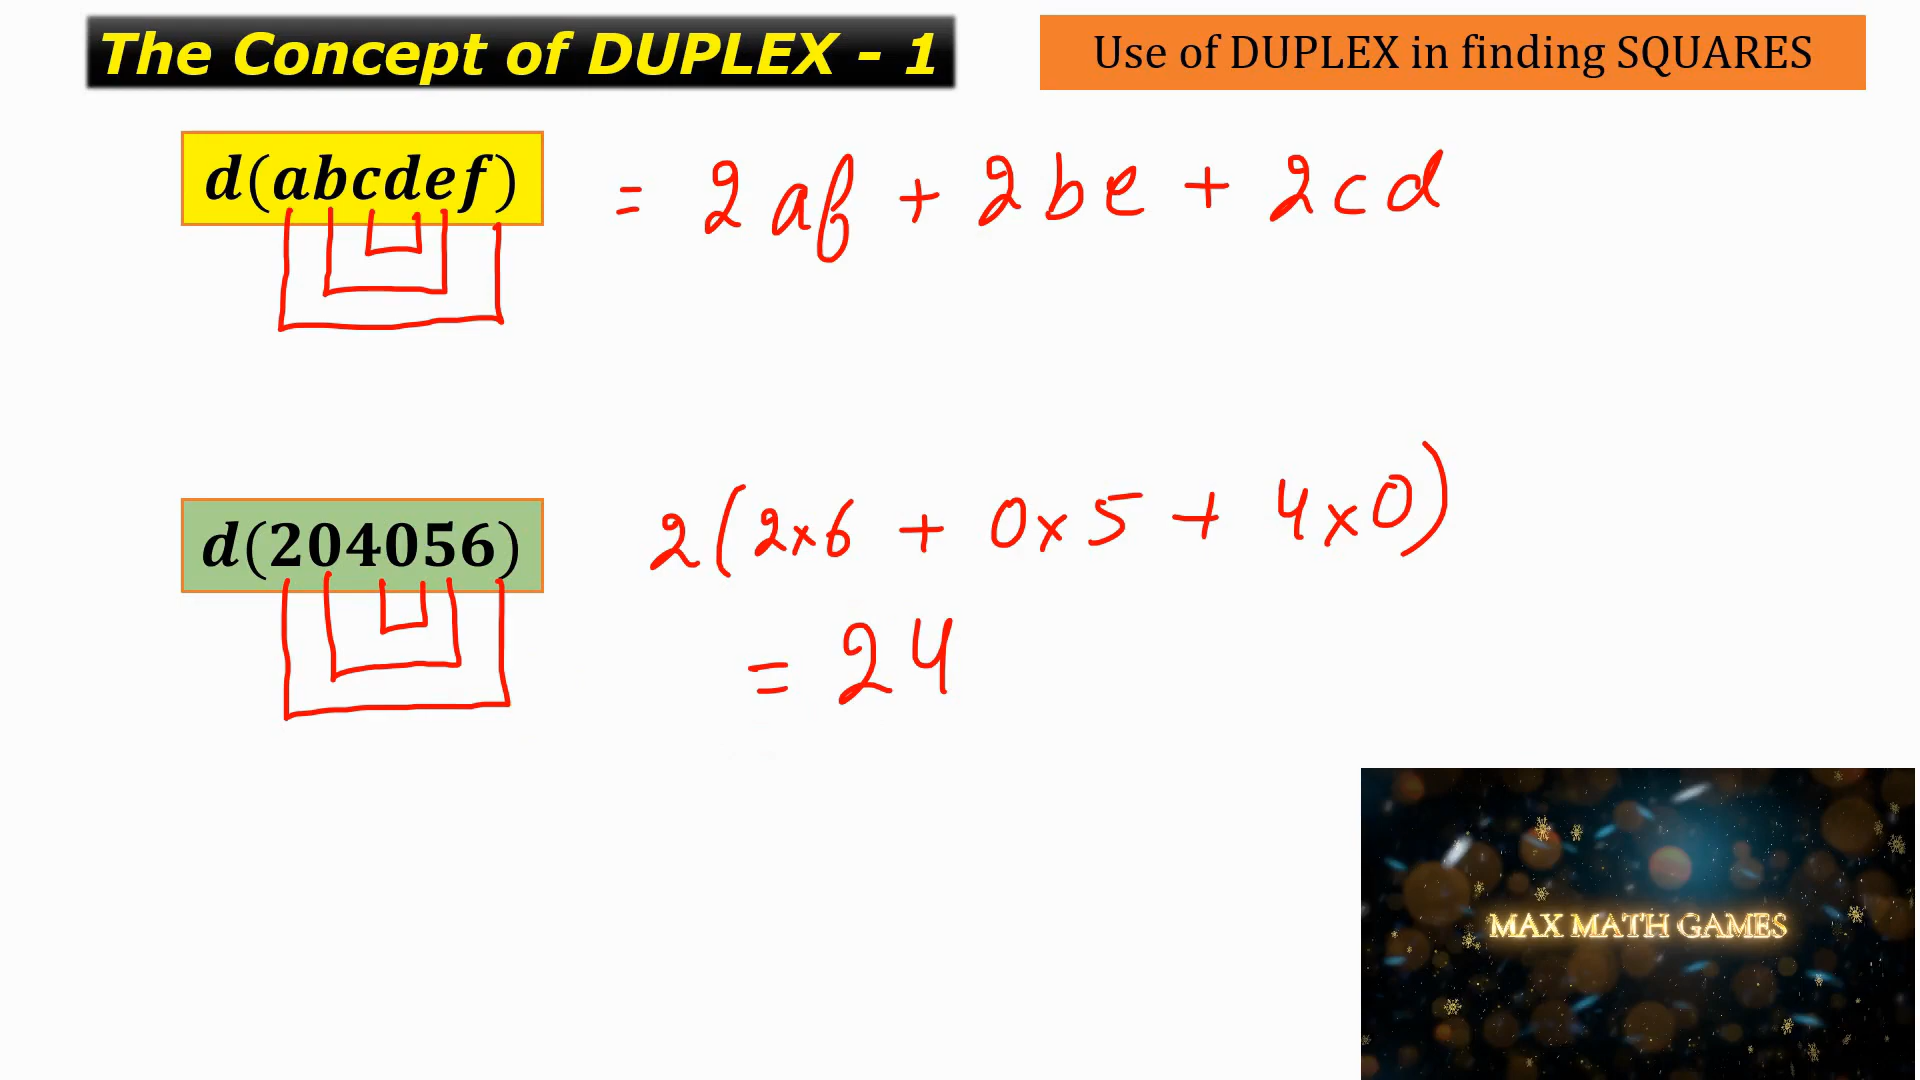 The Concept of DUPLEX - 1
Use of DUPLEX in finding SQUARES
d(abcdef) = 2af + 2be + 2cd
d(204056) 2(2×6 + 0×5 + 4×0)
= 24
MAX MATH GAMES